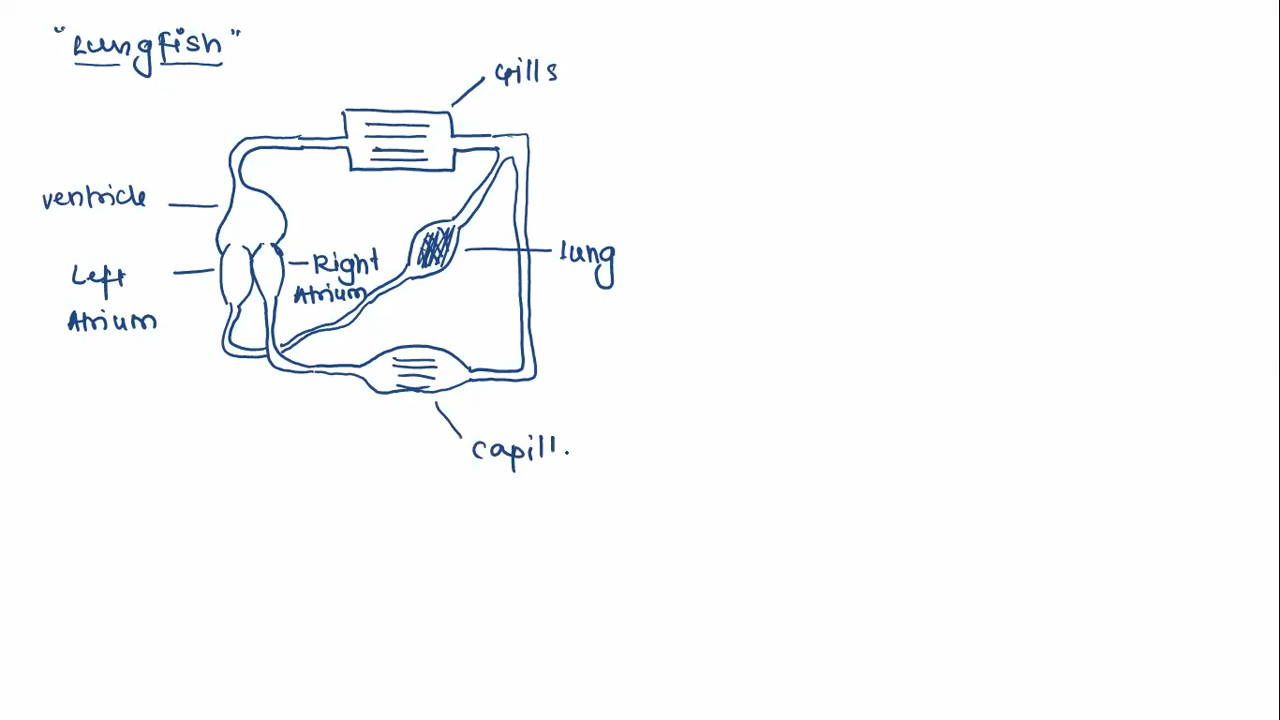 "Lungfish"
Gills
ventricle
Left
Atrium
Right
Atrium
lung
capill.